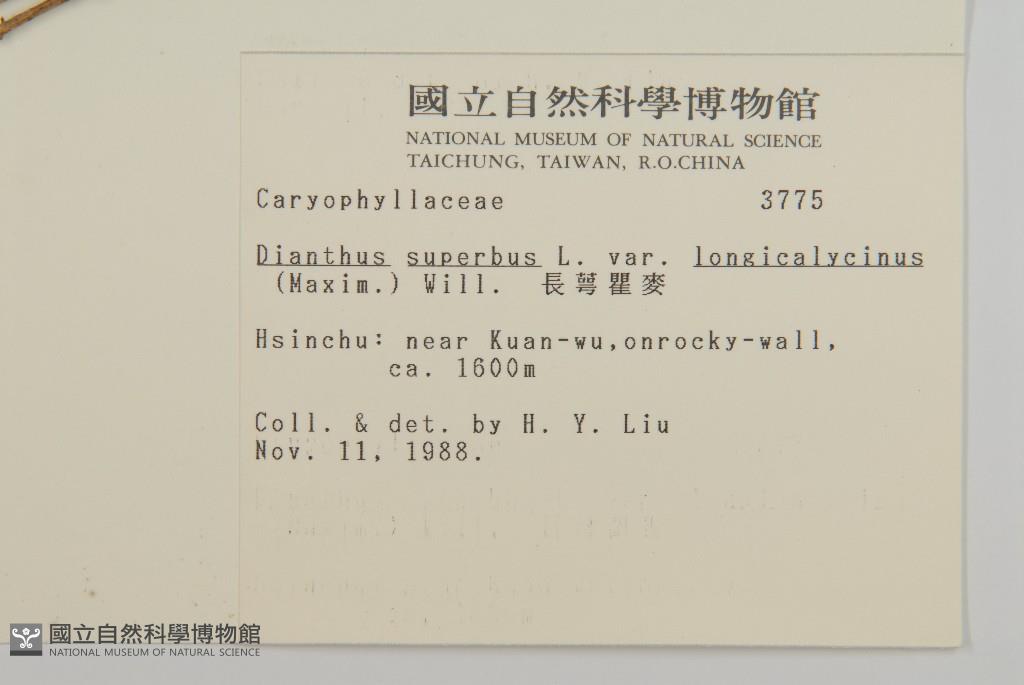 國立自然科學博物館
NATIONAL MUSEUM OF NATURAL SCIENCE
TAICHUNG, TAIWAN, R.O.CHINA
Caryophyllaceae 3775
Dianthus superbus L. var. longicalycinus
(Maxim.) Will. 長萼瞿麥
Hsinchu: near Kuan-wu,onrocky-wall,
ca. 1600m
Coll. & det. by H. Y. Liu
Nov. 11, 1988.
國立自然科學博物館
NATIONAL MUSEUM OF NATURAL SCIENCE